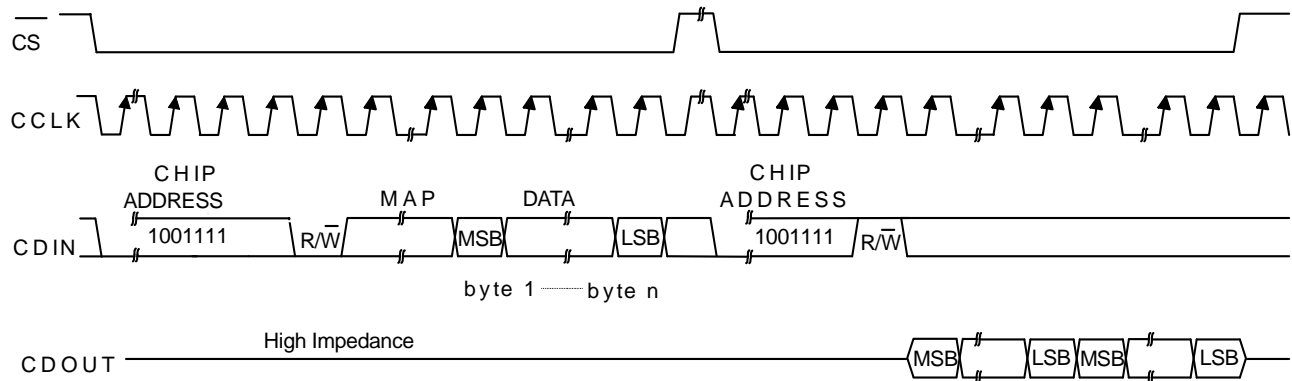 CS
CCLK
CHIP
ADDRESS
MAP
DATA
CHIP
ADDRESS
CDIN
1001111
R/W
MSB
LSB
1001111
R/W
byte 1 byte n
High Impedance
CDOUT
MSB
LSB
MSB
LSB